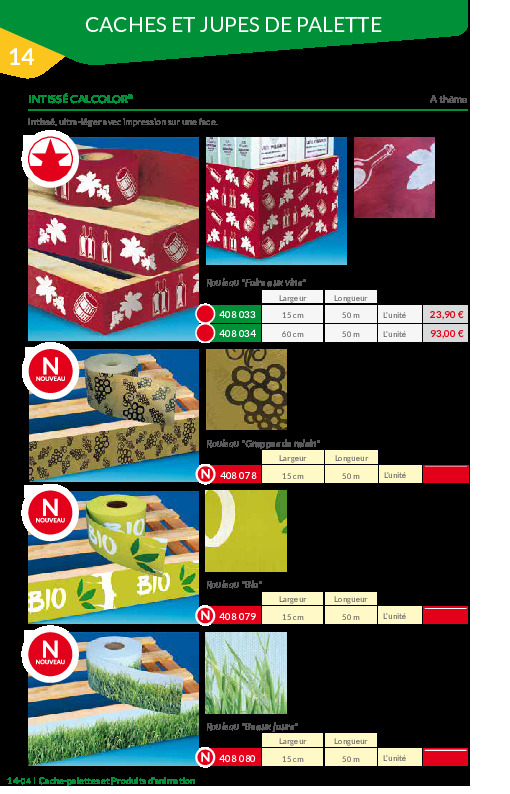 CACHES ET JUPES DE PALETTE
14
INTISSÉ CALCOLOR®
A thème
Intissé, ultra-léger avec impression sur une face.
Rouleau "Foire aux vins"
Largeur Longueur
408 033 15 cm 50 m L'unité 23,90 €
408 034 60 cm 50 m L'unité 93,00 €
N
NOUVEAU
Rouleau "Grappes de raisin"
Largeur Longueur
N 408 078 15 cm 50 m L'unité
N
NOUVEAU
BIO
BIO
BIO
BIO
Rouleau "Bio"
Largeur Longueur
N 408 079 15 cm 50 m L'unité
N
NOUVEAU
Rouleau "Beaux jours"
Largeur Longueur
N 408 080 15 cm 50 m L'unité
14-04 | Cache-palettes et Produits d'animation